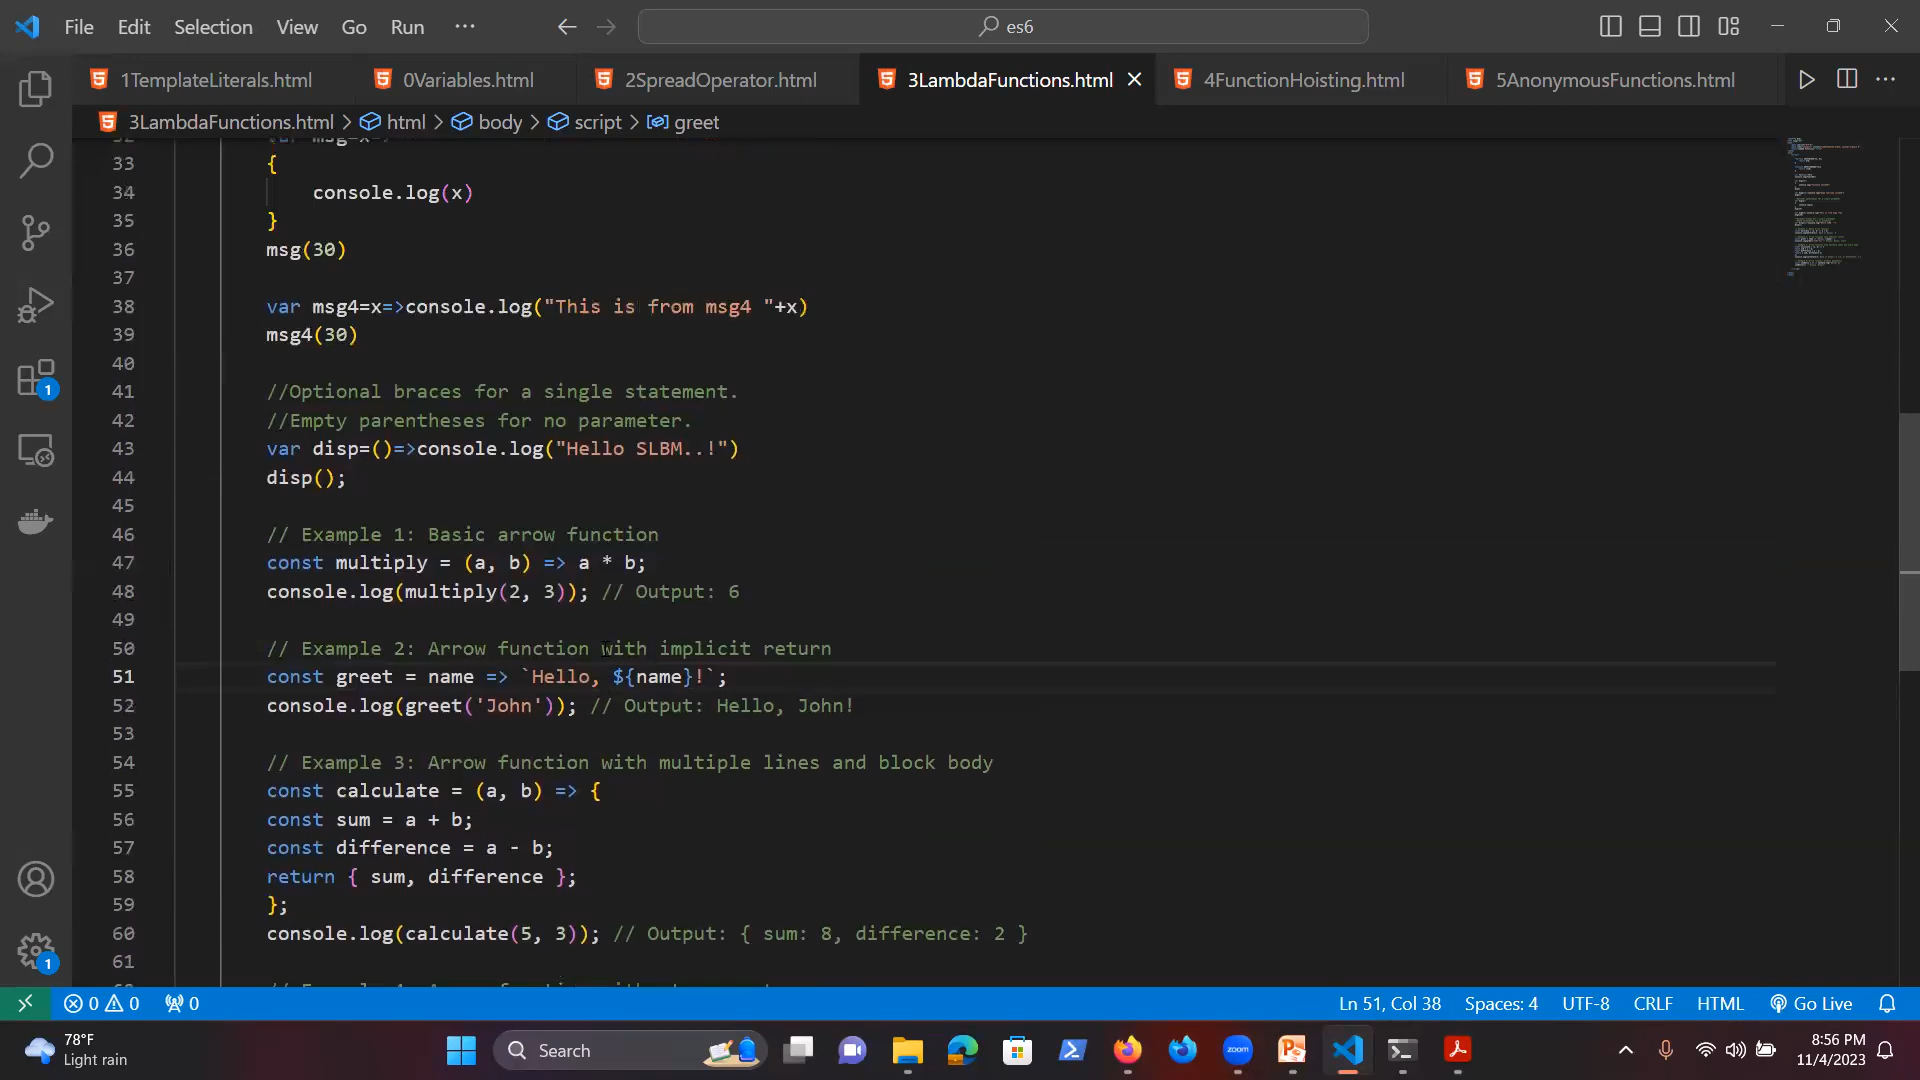 File Edit Selection View Go Run ··· es6
1TemplateLiterals.html 0Variables.html 2SpreadOperator.html 3LambdaFunctions.html 4FunctionHoisting.html 5AnonymousFunctions.html
3LambdaFunctions.html > html > body > script > greet
33 {
34 console.log(x)
35 }
36 msg(30)
37
38 var msg4=x=>console.log("This is from msg4 "+x)
39 msg4(30)
40
41 //Optional braces for a single statement.
42 //Empty parentheses for no parameter.
43 var disp=()=>console.log("Hello SLBM..!")
44 disp();
45
46 // Example 1: Basic arrow function
47 const multiply = (a, b) => a * b;
48 console.log(multiply(2, 3)); // Output: 6
49
50 // Example 2: Arrow function with implicit return
51 const greet = name => `Hello, ${name}!`;
52 console.log(greet('John')); // Output: Hello, John!
53
54 // Example 3: Arrow function with multiple lines and block body
55 const calculate = (a, b) => {
56 const sum = a + b;
57 const difference = a - b;
58 return { sum, difference };
59 };
60 console.log(calculate(5, 3)); // Output: { sum: 8, difference: 2 }
61
1
1
0 0 0 Ln 51, Col 38 Spaces: 4 UTF-8 CRLF HTML Go Live
78°F
Light rain
Search
zoom
8:56 PM
11/4/2023